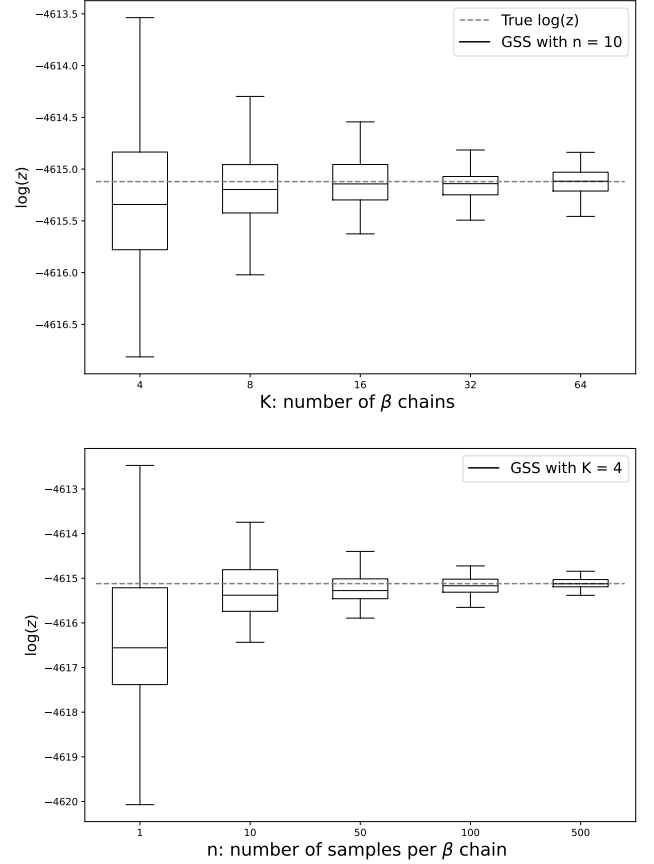 −4613.5
−4614.0
−4614.5
−4615.0
−4615.5
−4616.0
−4616.5
log(z)
True log(z)
GSS with n = 10
4 8 16 32 64
K: number of β chains
−4613
−4614
−4615
−4616
−4617
−4618
−4619
−4620
log(z)
GSS with K = 4
1 10 50 100 500
n: number of samples per β chain